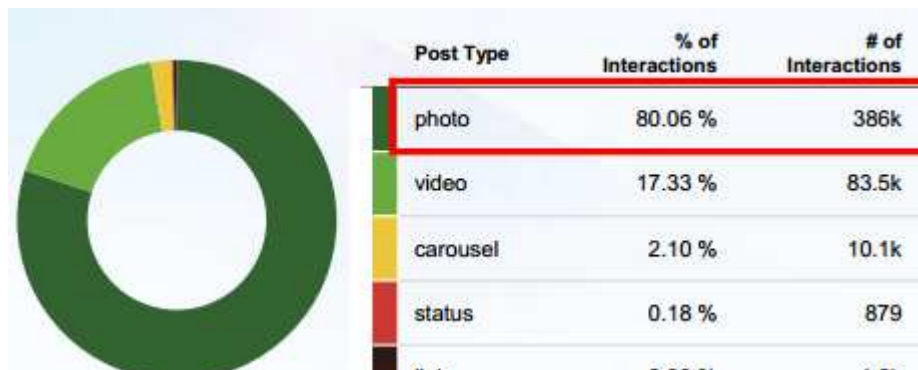 Post Type % of Interactions # of Interactions
photo 80.06 % 386k
video 17.33 % 83.5k
carousel 2.10 % 10.1k
status 0.18 % 879